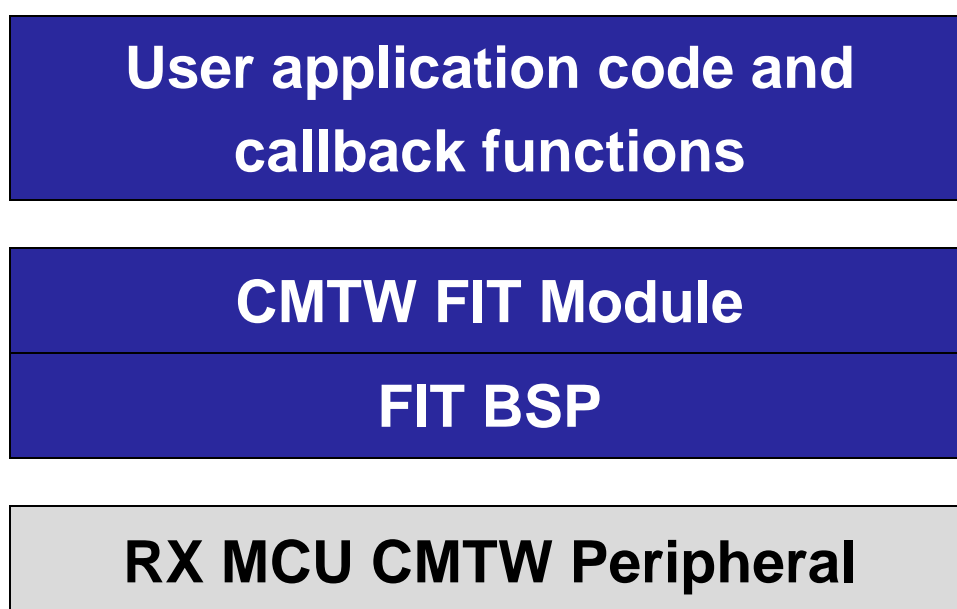 User application code and
callback functions
CMTW FIT Module
FIT BSP
RX MCU CMTW Peripheral